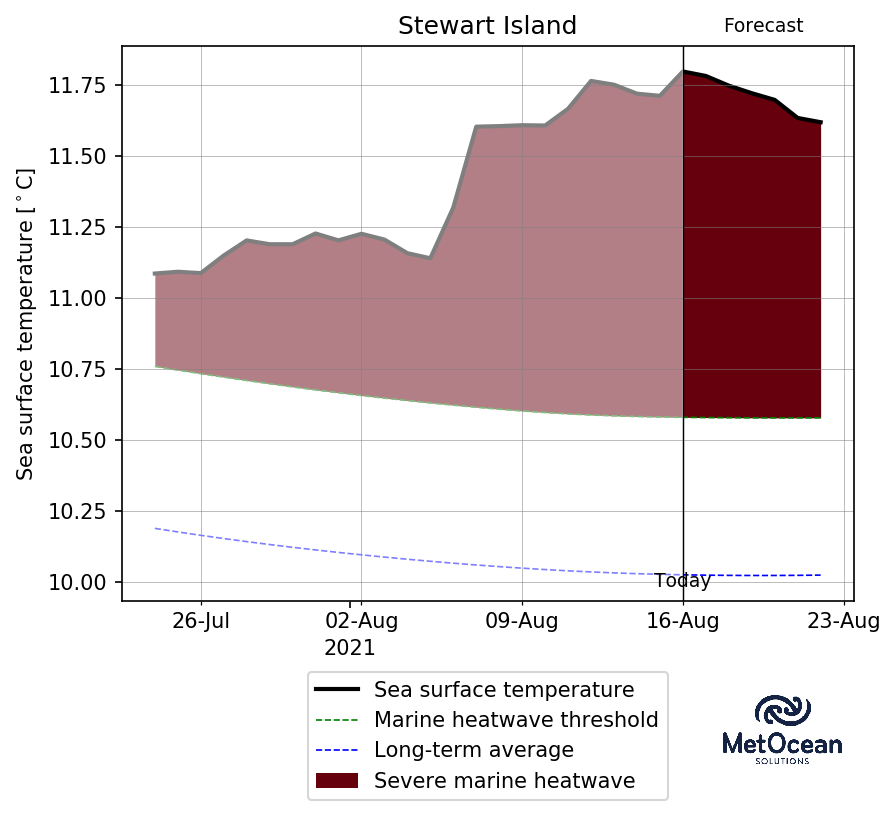 Stewart Island
Forecast
Sea surface temperature [°C]
11.75
11.50
11.25
11.00
10.75
10.50
10.25
10.00
Today
26-Jul
02-Aug
09-Aug
16-Aug
23-Aug
2021
Sea surface temperature
Marine heatwave threshold
Long-term average
Severe marine heatwave
MetOcean
SOLUTIONS